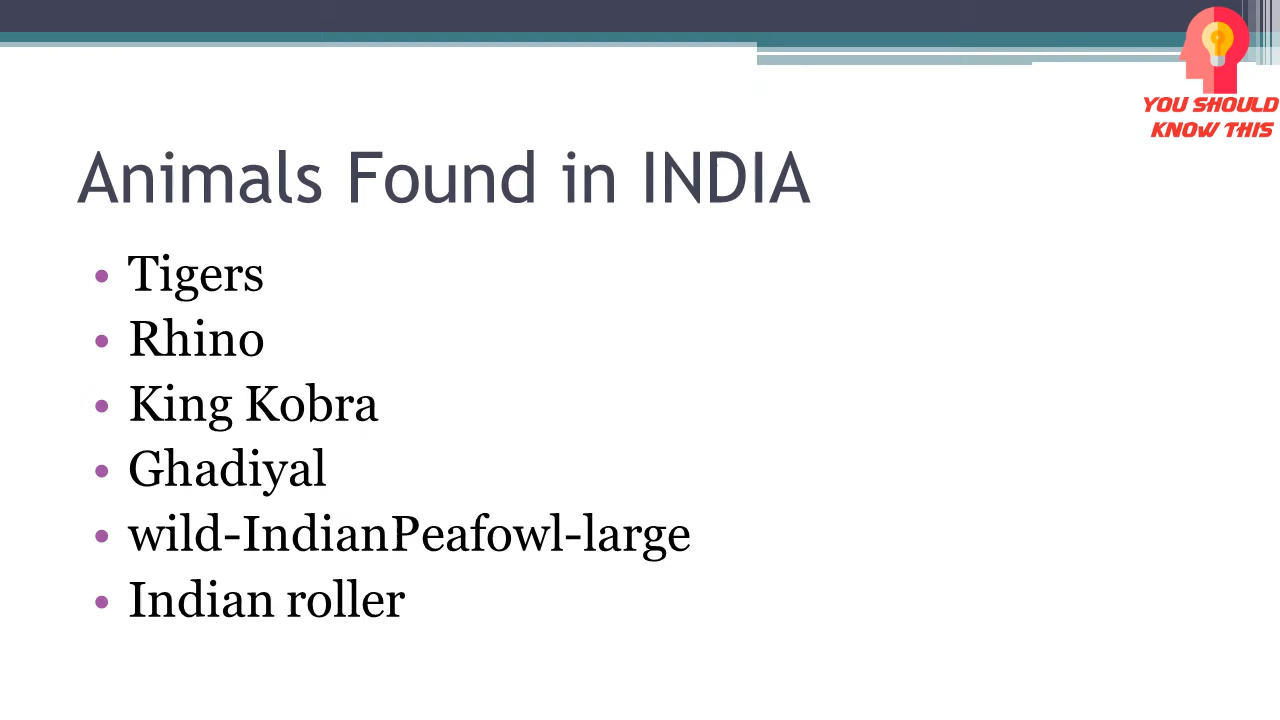 YOU SHOULD
KNOW THIS
Animals Found in INDIA
• Tigers
• Rhino
• King Kobra
• Ghadiyal
• wild-IndianPeafowl-large
• Indian roller